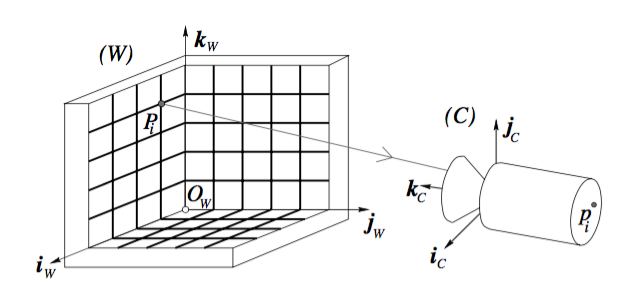 (W)
k_W
P_i
O_W
j_W
i_W
(C)
j_C
k_C
i_C
p_i